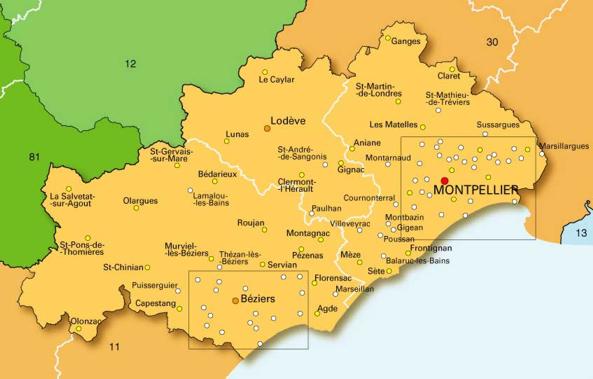 Ganges
30
12
Claret
Le Caylar
St-Martin-
-de-Londres
St-Mathieu-
de-Tréviers
Lodève
Les Matelles
Sussargues
Lunas
Aniane
Marsillargues
St-Gervais-
-sur-Mare
St-André-
-de-Sangonis
Montarnaud
81
Bédarieux
Gignac
Clermont-
-l'Hérault
MONTPELLIER
La Salvetat-
-sur-Agout
Lamalou-
-les-Bains
Olargues
Cournonterral
Paulhan
Montbazin
Roujan
Villeveyrac
Gigean
13
Montagnac
Poussan
St-Pons-de-
-Thomières
Murviel-
-lès-Béziers
Frontignan
Thézan-lès-
-Béziers
Pézenas
Mèze
Balaruc-les-Bains
St-Chinian
Servian
Sète
Florensac
Puisserguier
Marseillan
Capestang
Béziers
Agde
Olonzac
11